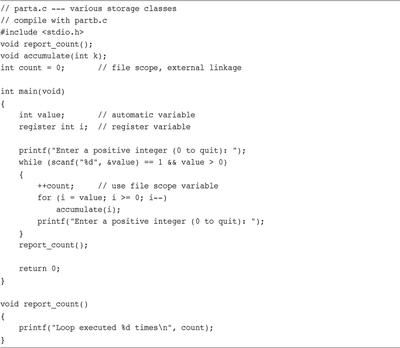 // parta.c --- various storage classes
// compile with partb.c
#include <stdio.h>
void report_count();
void accumulate(int k);
int count = 0;       // file scope, external linkage

int main(void)
{
    int value;       // automatic variable
    register int i;  // register variable

    printf("Enter a positive integer (0 to quit): ");
    while (scanf("%d", &value) == 1 && value > 0)
    {
        ++count;     // use file scope variable
        for (i = value; i >= 0; i--)
            accumulate(i);
        printf("Enter a positive integer (0 to quit): ");
    }
    report_count();

    return 0;
}

void report_count()
{
    printf("Loop executed %d times\n", count);
}